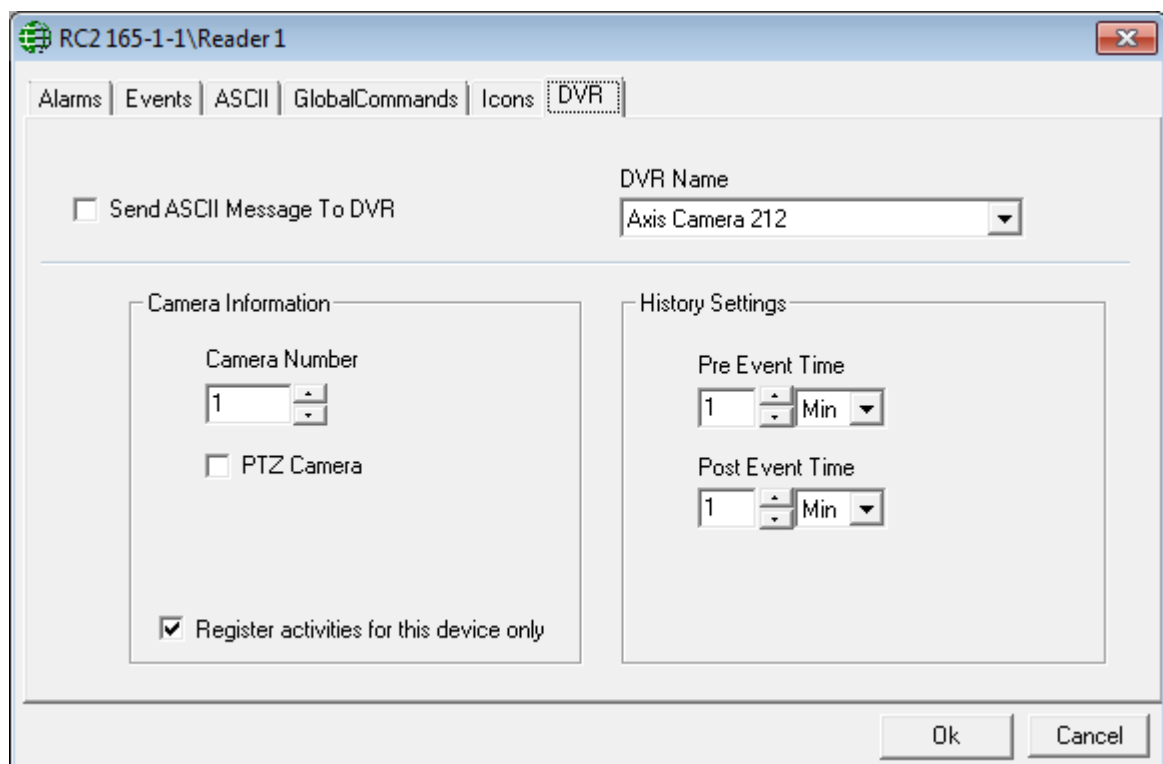 RC2 165-1-1\Reader 1
Alarms Events ASCII GlobalCommands Icons DVR
Send ASCII Message To DVR
DVR Name
Axis Camera 212
Camera Information
Camera Number
1
PTZ Camera
Register activities for this device only
History Settings
Pre Event Time
1 Min
Post Event Time
1 Min
Ok Cancel